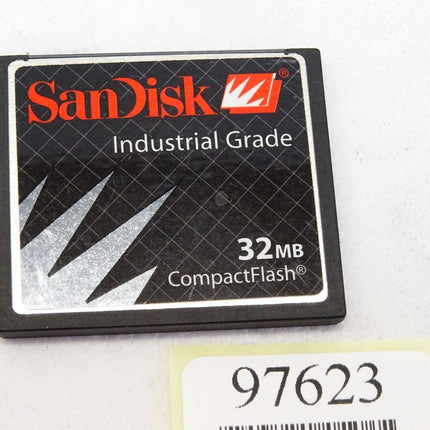 SanDisk®
Industrial Grade
32MB
CompactFlash®
97623